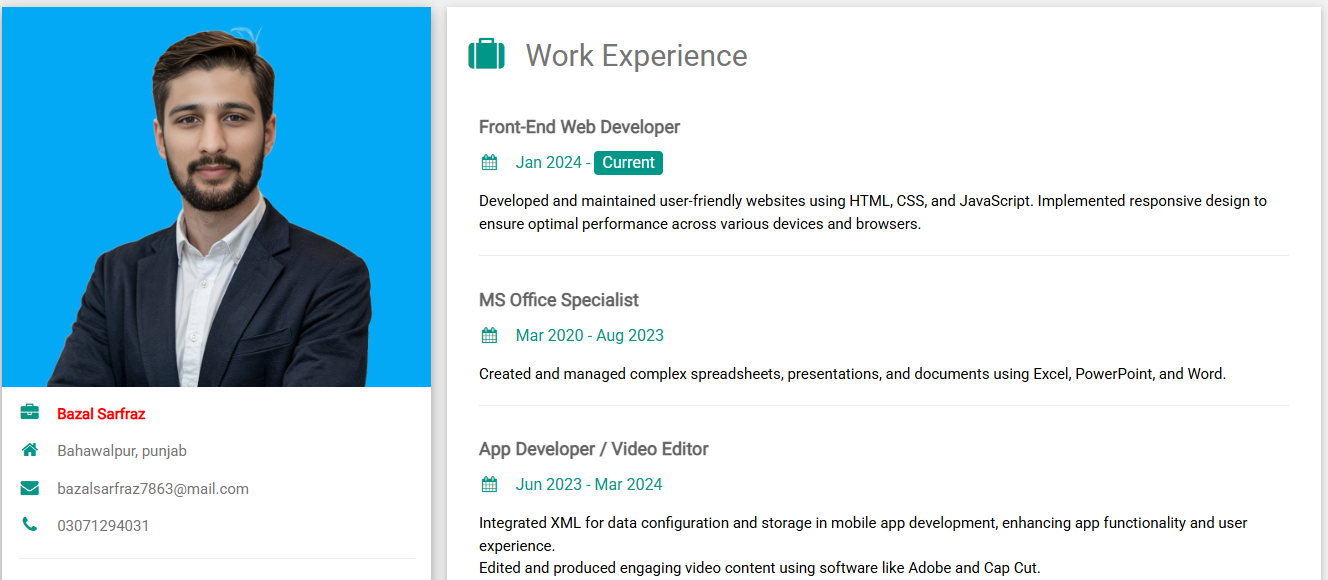 Bazal Sarfraz
Bahawalpur, punjab
bazalsarfraz7863@mail.com
03071294031
Work Experience
Front-End Web Developer
Jan 2024 - Current
Developed and maintained user-friendly websites using HTML, CSS, and JavaScript. Implemented responsive design to
ensure optimal performance across various devices and browsers.
MS Office Specialist
Mar 2020 - Aug 2023
Created and managed complex spreadsheets, presentations, and documents using Excel, PowerPoint, and Word.
App Developer / Video Editor
Jun 2023 - Mar 2024
Integrated XML for data configuration and storage in mobile app development, enhancing app functionality and user
experience.
Edited and produced engaging video content using software like Adobe and Cap Cut.